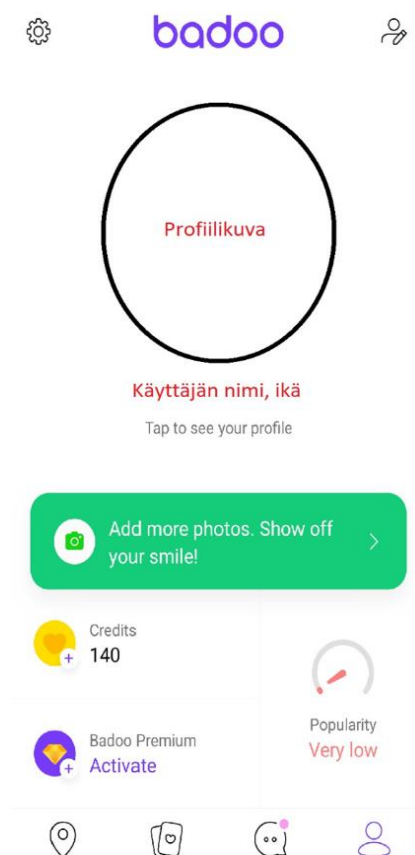 badoo
Profiilikuva
Käyttäjän nimi, ikä
Tap to see your profile
Add more photos. Show off
your smile!
Credits
140
Badoo Premium
Activate
Popularity
Very low